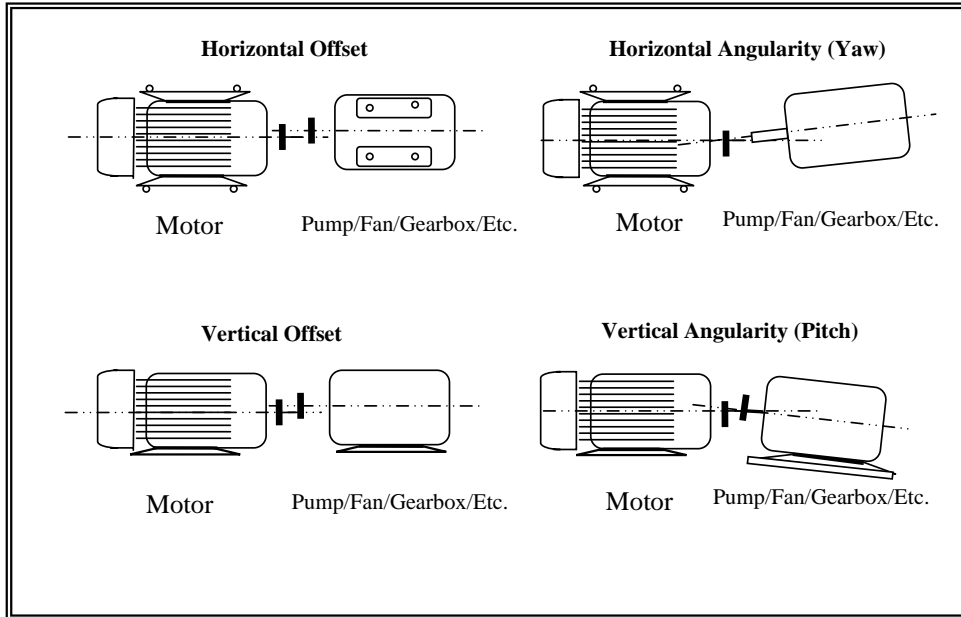 Horizontal Offset
Horizontal Angularity (Yaw)
Motor
Pump/Fan/Gearbox/Etc.
Motor
Pump/Fan/Gearbox/Etc.
Vertical Offset
Vertical Angularity (Pitch)
Motor
Pump/Fan/Gearbox/Etc.
Motor
Pump/Fan/Gearbox/Etc.